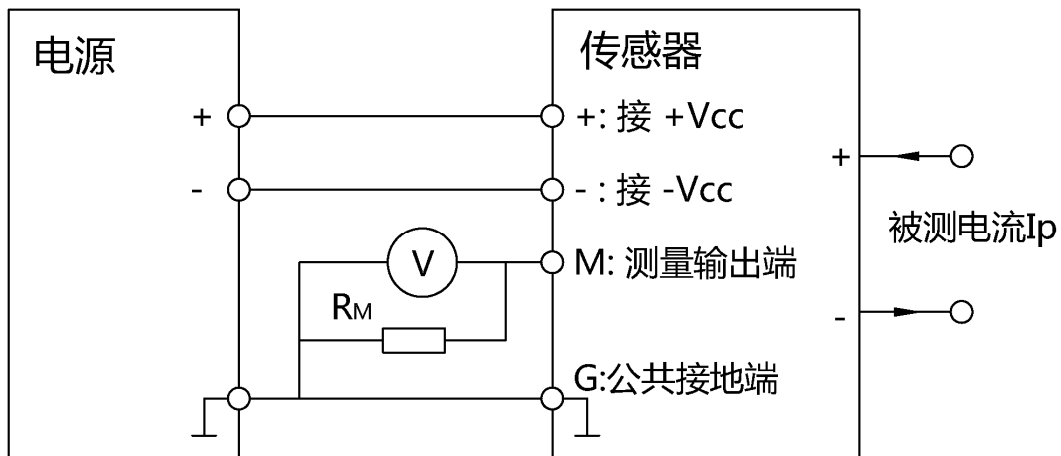 电源
传感器
+
+: 接 +Vcc
-
- : 接 -Vcc
+
被测电流Ip
V
M: 测量输出端
RM
-
G:公共接地端